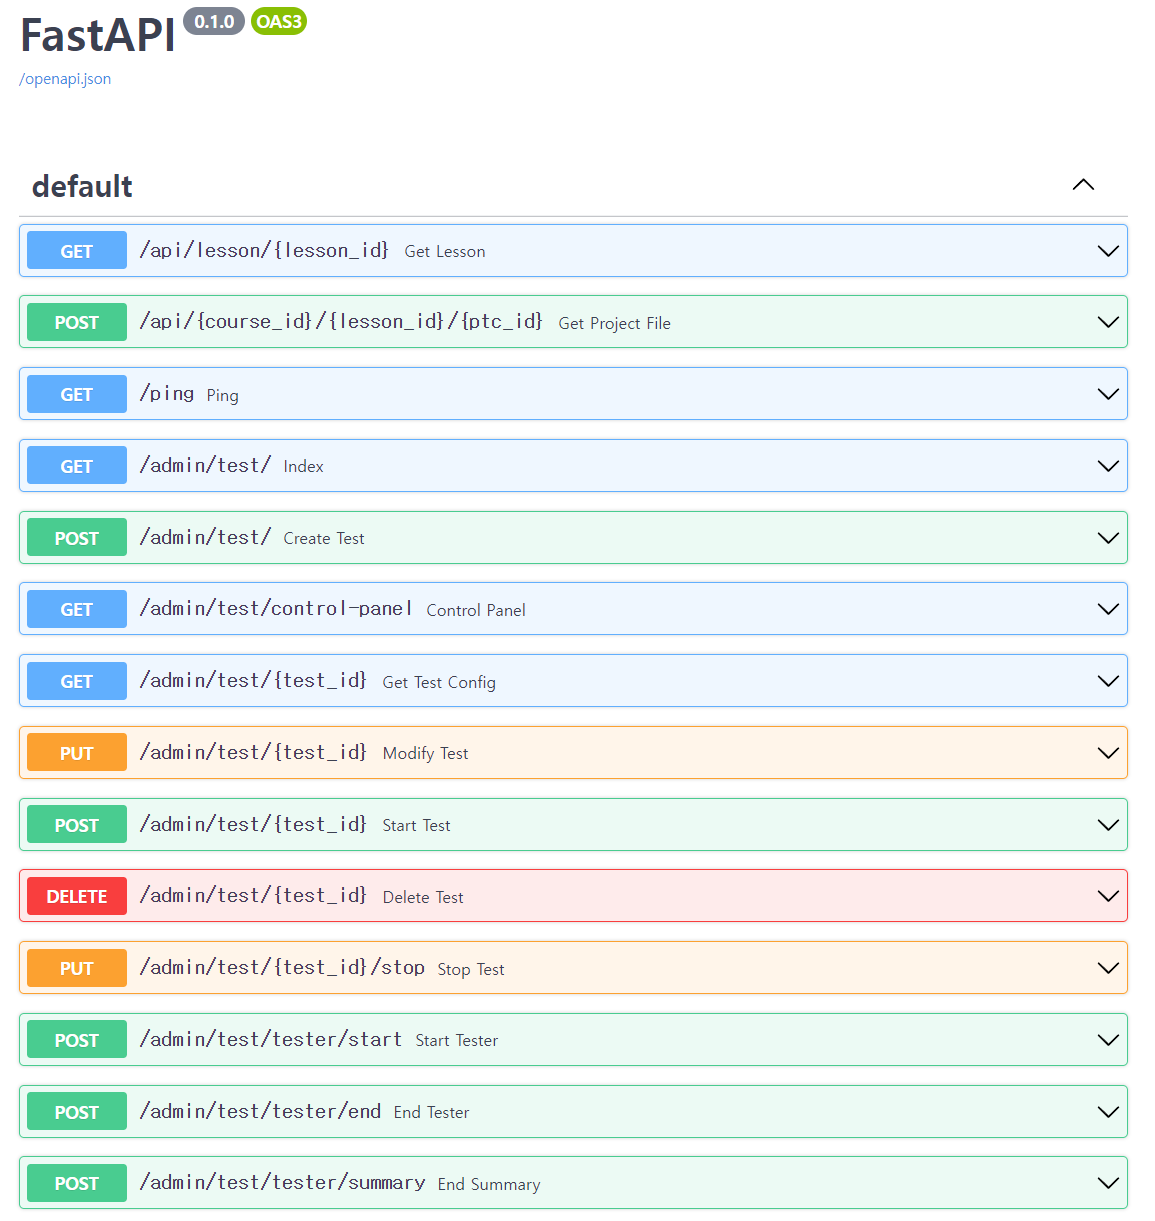 FastAPI 0.1.0 OAS3
/openapi.json
default
GET /api/lesson/{lesson_id} Get Lesson
POST /api/{course_id}/{lesson_id}/{ptc_id} Get Project File
GET /ping Ping
GET /admin/test/ Index
POST /admin/test/ Create Test
GET /admin/test/control-panel Control Panel
GET /admin/test/{test_id} Get Test Config
PUT /admin/test/{test_id} Modify Test
POST /admin/test/{test_id} Start Test
DELETE /admin/test/{test_id} Delete Test
PUT /admin/test/{test_id}/stop Stop Test
POST /admin/test/tester/start Start Tester
POST /admin/test/tester/end End Tester
POST /admin/test/tester/summary End Summary